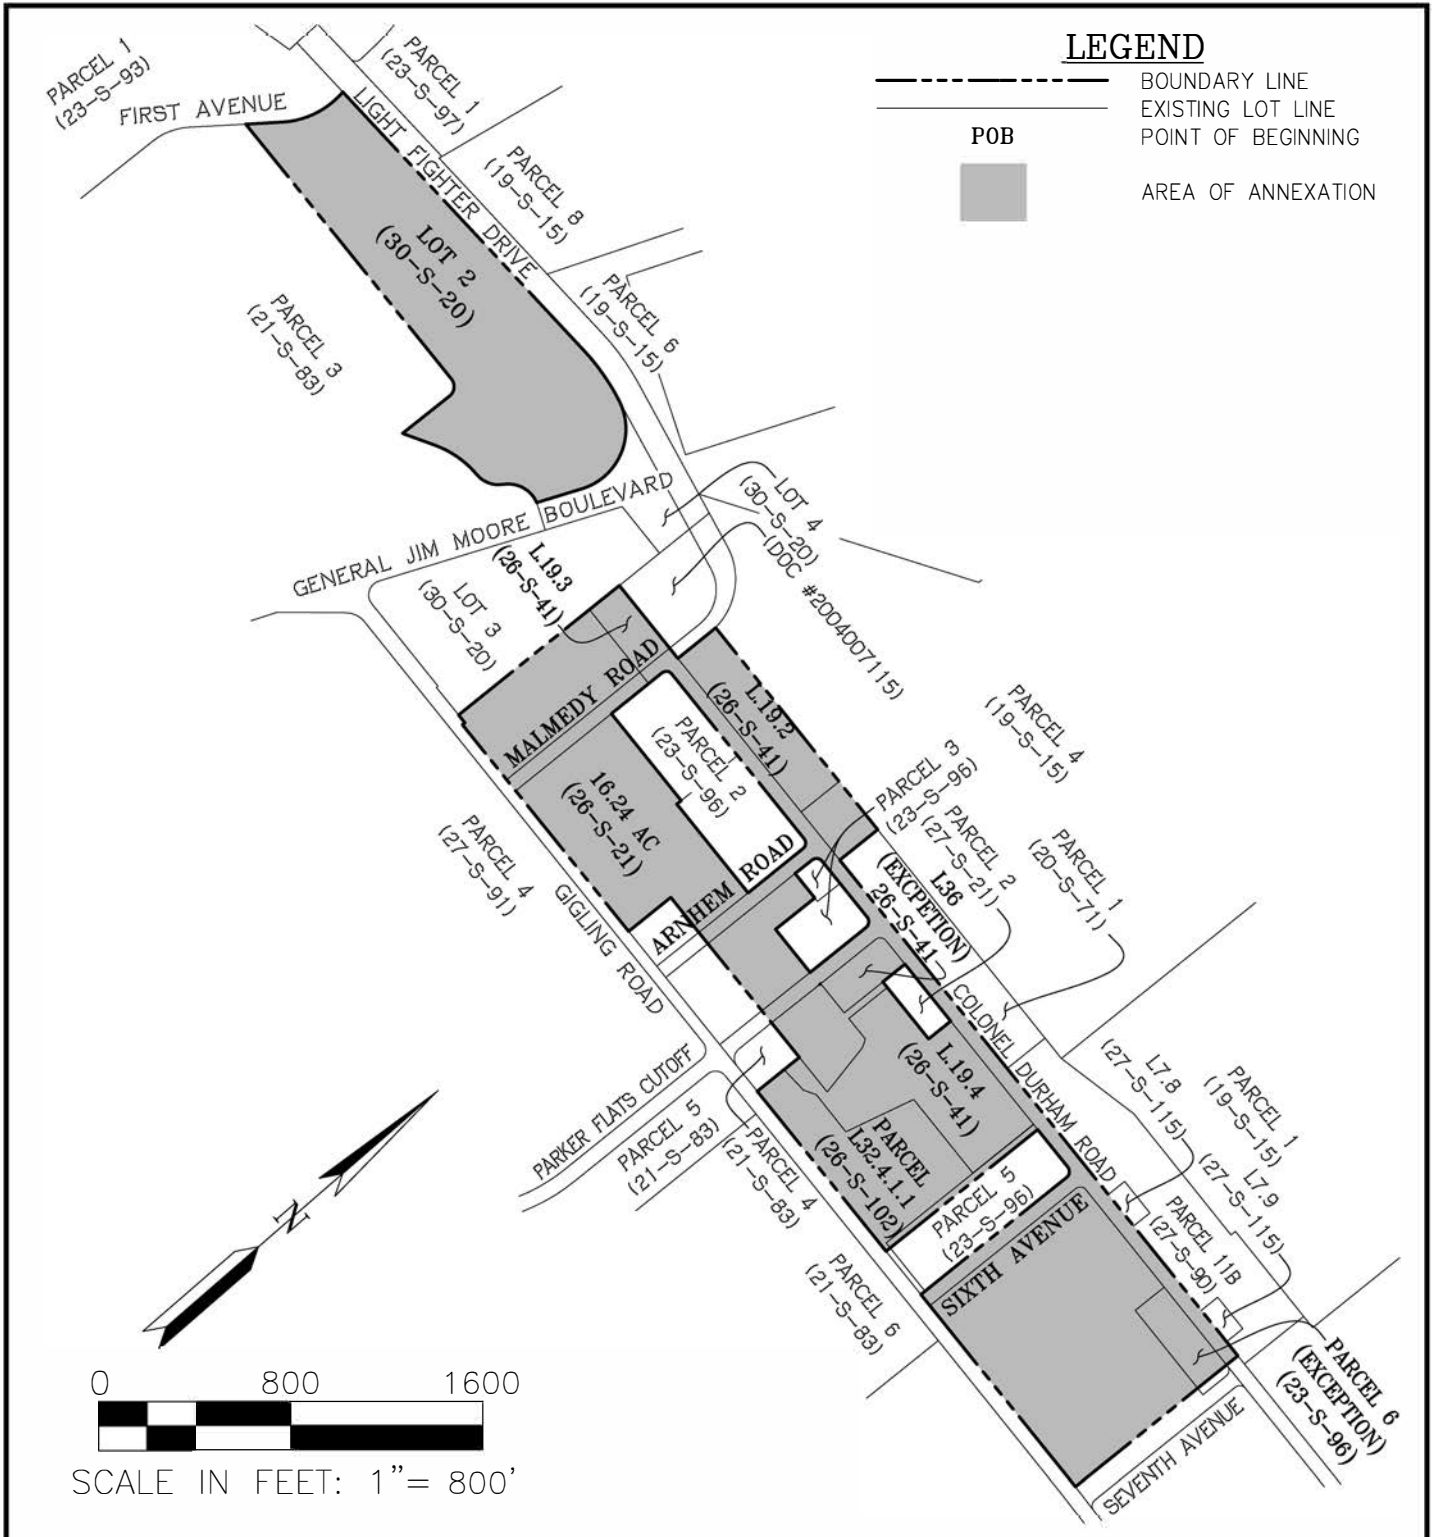 LEGEND
BOUNDARY LINE
EXISTING LOT LINE
POB
POINT OF BEGINNING
AREA OF ANNEXATION
PARCEL 1
(23-S-93)
FIRST AVENUE
PARCEL 1
(23-S-97)
LIGHT FIGHTER DRIVE
PARCEL 8
(19-S-15)
LOT 2
(30-S-20)
PARCEL 6
(19-S-15)
PARCEL 3
(21-S-83)
GENERAL JIM MOORE BOULEVARD
LOT 4
(30-S-20)
(DOC #2004007115)
L.19.3
(26-S-41)
LOT 3
(30-S-20)
MALMEDY ROAD
L.19.2
(26-S-41)
PARCEL 2
(23-S-96)
PARCEL 4
(19-S-15)
PARCEL 3
(23-S-96)
16.24 AC
(26-S-21)
PARCEL 2
(27-S-21)
PARCEL 1
(20-S-71)
PARCEL 4
(27-S-91)
GIGLING ROAD
ARNHEM ROAD
L36
(EXCPETION)
26-S-41
COLONEL DURHAM ROAD
L.19.4
(26-S-41)
L7.8
(27-S-115)
PARCEL 1
(19-S-15)
L7.9
(27-S-115)
PARKER FLATS CUTOFF
PARCEL 5
(21-S-83)
PARCEL 4
(21-S-83)
PARCEL
L32.4.1.1
(26-S-102)
PARCEL 5
(23-S-96)
SIXTH AVENUE
PARCEL 11B
(27-S-90)
PARCEL 6
(21-S-83)
PARCEL 6
(EXCEPTION)
(23-S-96)
SEVENTH AVENUE
N
0 800 1600
SCALE IN FEET: 1"= 800'